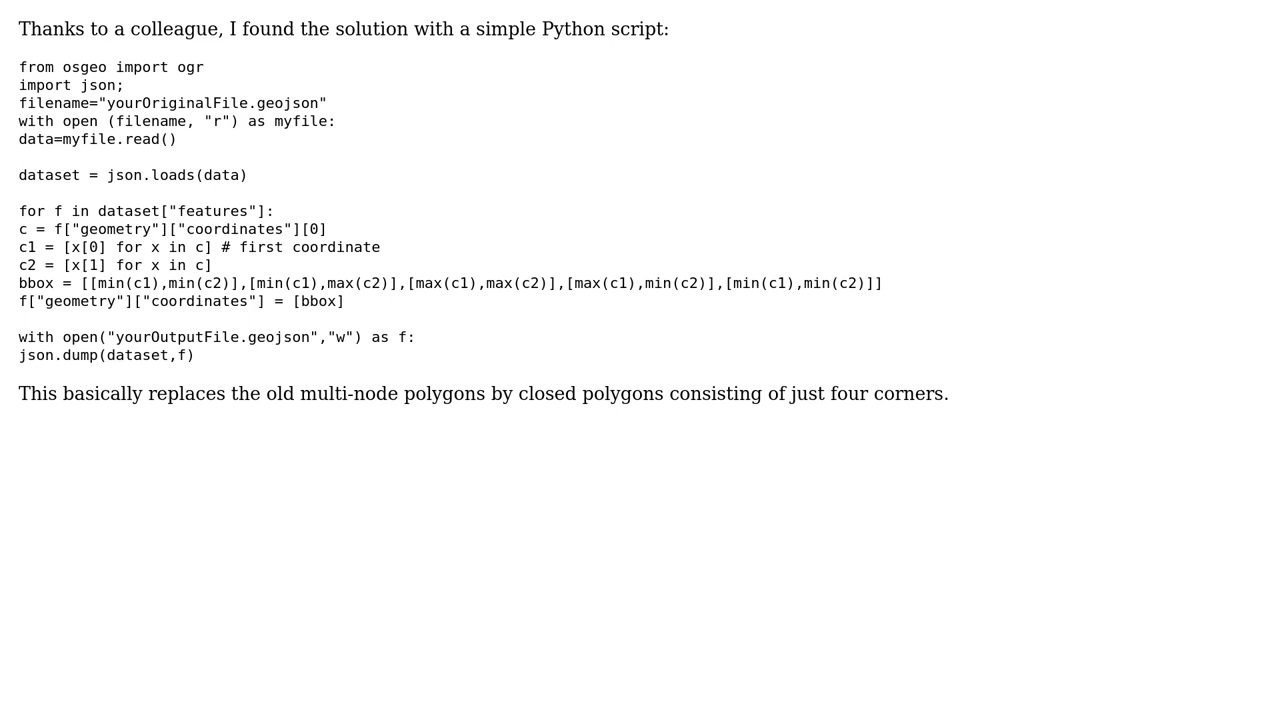 Thanks to a colleague, I found the solution with a simple Python script:
from osgeo import ogr
import json;
filename="yourOriginalFile.geojson"
with open (filename, "r") as myfile:
data=myfile.read()
dataset = json.loads(data)
for f in dataset["features"]:
c = f["geometry"]["coordinates"][0]
c1 = [x[0] for x in c] # first coordinate
c2 = [x[1] for x in c]
bbox = [[min(c1),min(c2)],[min(c1),max(c2)],[max(c1),max(c2)],[max(c1),min(c2)],[min(c1),min(c2)]]
f["geometry"]["coordinates"] = [bbox]
with open("yourOutputFile.geojson","w") as f:
json.dump(dataset,f)
This basically replaces the old multi-node polygons by closed polygons consisting of just four corners.